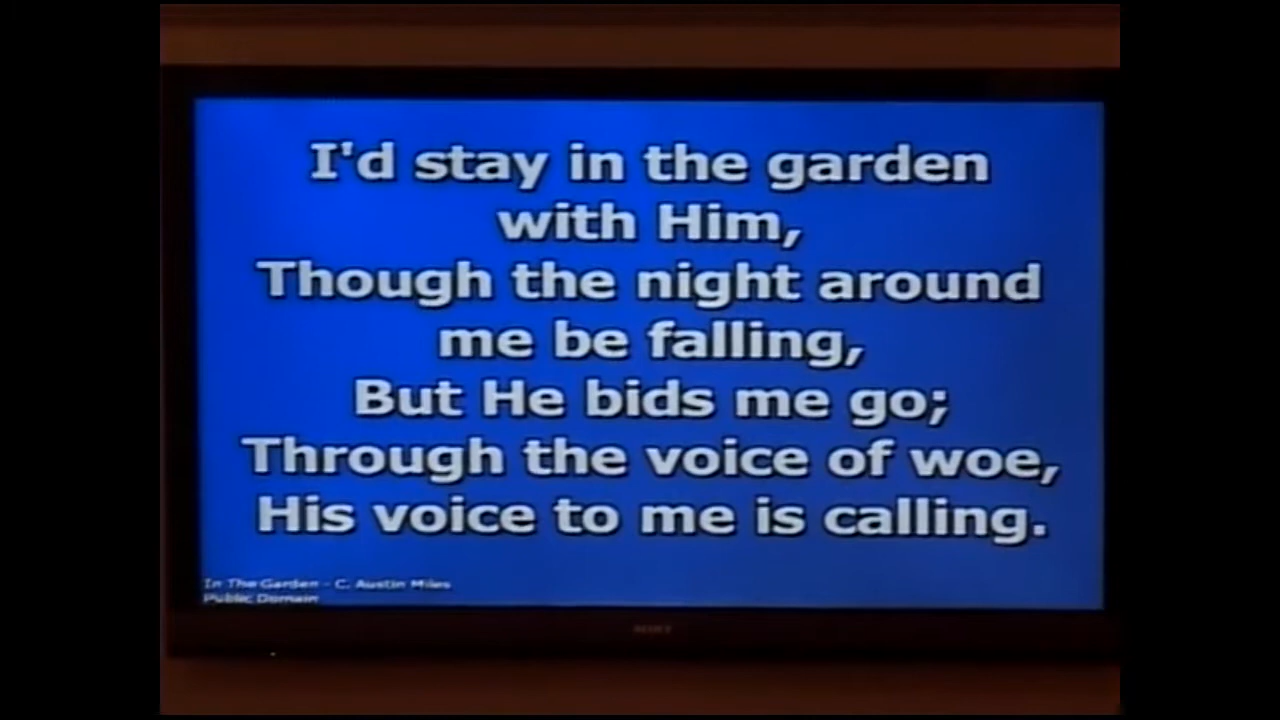 I'd stay in the garden
with Him,
Though the night around
me be falling,
But He bids me go;
Through the voice of woe,
His voice to me is calling.
In The Garden - C. Austin Miles
Public Domain
SONY